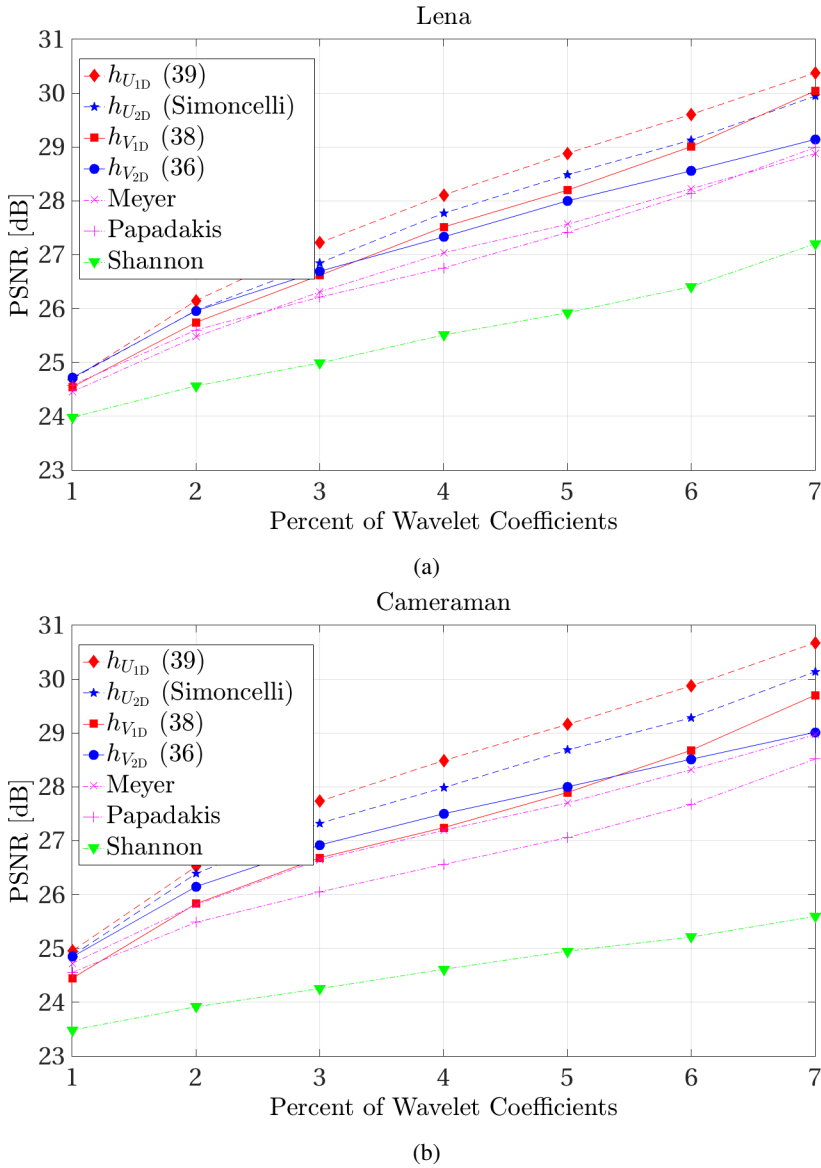 Lena
31
30
29
28
27
26
25
24
23
PSNR [dB]
h_{U_{1D}} (39)
h_{U_{2D}} (Simoncelli)
h_{V_{1D}} (38)
h_{V_{2D}} (36)
Meyer
Papadakis
Shannon
1 2 3 4 5 6 7
Percent of Wavelet Coefficients
(a)
Cameraman
31
30
29
28
27
26
25
24
23
PSNR [dB]
h_{U_{1D}} (39)
h_{U_{2D}} (Simoncelli)
h_{V_{1D}} (38)
h_{V_{2D}} (36)
Meyer
Papadakis
Shannon
1 2 3 4 5 6 7
Percent of Wavelet Coefficients
(b)